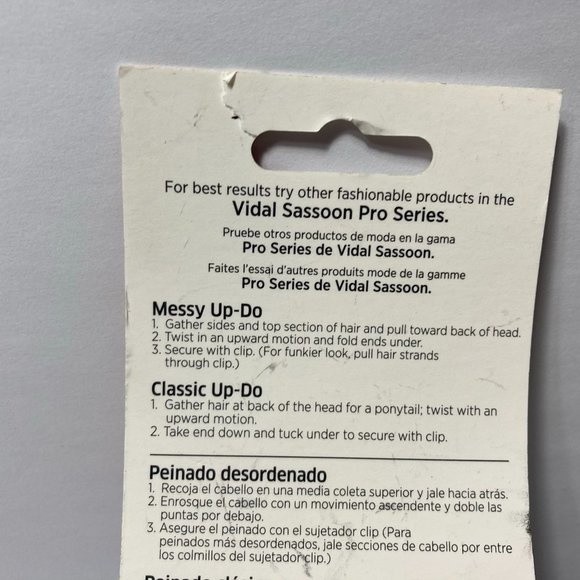 For best results try other fashionable products in the
Vidal Sassoon Pro Series.
Pruebe otros productos de moda en la gama
Pro Series de Vidal Sassoon.
Faites l'essai d'autres produits mode de la gamme
Pro Series de Vidal Sassoon.
Messy Up-Do
1. Gather sides and top section of hair and pull toward back of head.
2. Twist in an upward motion and fold ends under.
3. Secure with clip. (For funkier look, pull hair strands
through clip.)
Classic Up-Do
1. Gather hair at back of the head for a ponytail; twist with an
upward motion.
2. Take end down and tuck under to secure with clip.
Peinado desordenado
1. Recoja el cabello en una media coleta superior y jale hacia atrás.
2. Enrosque el cabello con un movimiento ascendente y doble las
puntas por debajo.
3. Asegure el peinado con el sujetador clip (Para
peinados más desordenados, jale secciones de cabello por entre
los colmillos del sujetador clip.)